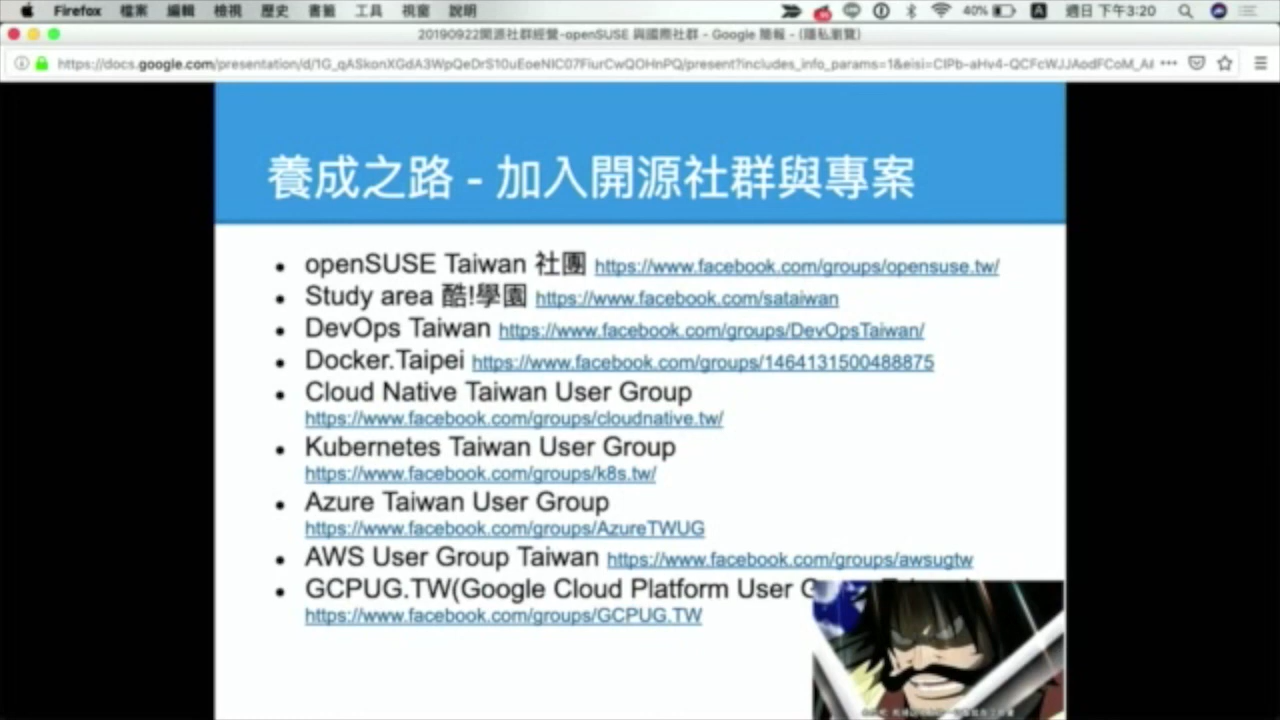 Firefox 檔案 編輯 檢視 歷史 書籤 工具 視窗 說明 40% A 週日 下午3:20
20190922開源社群經營-openSUSE 與國際社群 - Google 簡報 - (隱私瀏覽)
https://docs.google.com/presentation/d/1G_qASkonXGdA3WpQeDrS10uEoeNIC07FiurCwQOHnPQ/present?includes_info_params=1&eisi=CIPb-aHv4-QCFcWJJAodFCoM_A
養成之路 - 加入開源社群與專案
• openSUSE Taiwan 社團 https://www.facebook.com/groups/opensuse.tw/
• Study area 酷!學園 https://www.facebook.com/sataiwan
• DevOps Taiwan https://www.facebook.com/groups/DevOpsTaiwan/
• Docker.Taipei https://www.facebook.com/groups/1464131500488875
• Cloud Native Taiwan User Group
https://www.facebook.com/groups/cloudnative.tw/
• Kubernetes Taiwan User Group
https://www.facebook.com/groups/k8s.tw/
• Azure Taiwan User Group
https://www.facebook.com/groups/AzureTWUG
• AWS User Group Taiwan https://www.facebook.com/groups/awsugtw
• GCPUG.TW(Google Cloud Platform User
https://www.facebook.com/groups/GCPUG.TW